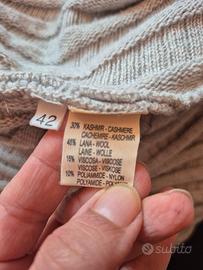 42
30% KASHMIR - CASHMERE
CACHEMIRE - KASCHMIR
45% LANA - WOOL
LAINE - WOLLE
15% VISCOSA - VISCOSE
VISCOSE - VISKOSE
10% POLIAMMIDE - NYLON
POLYAMIDE - POLYAMID
subito